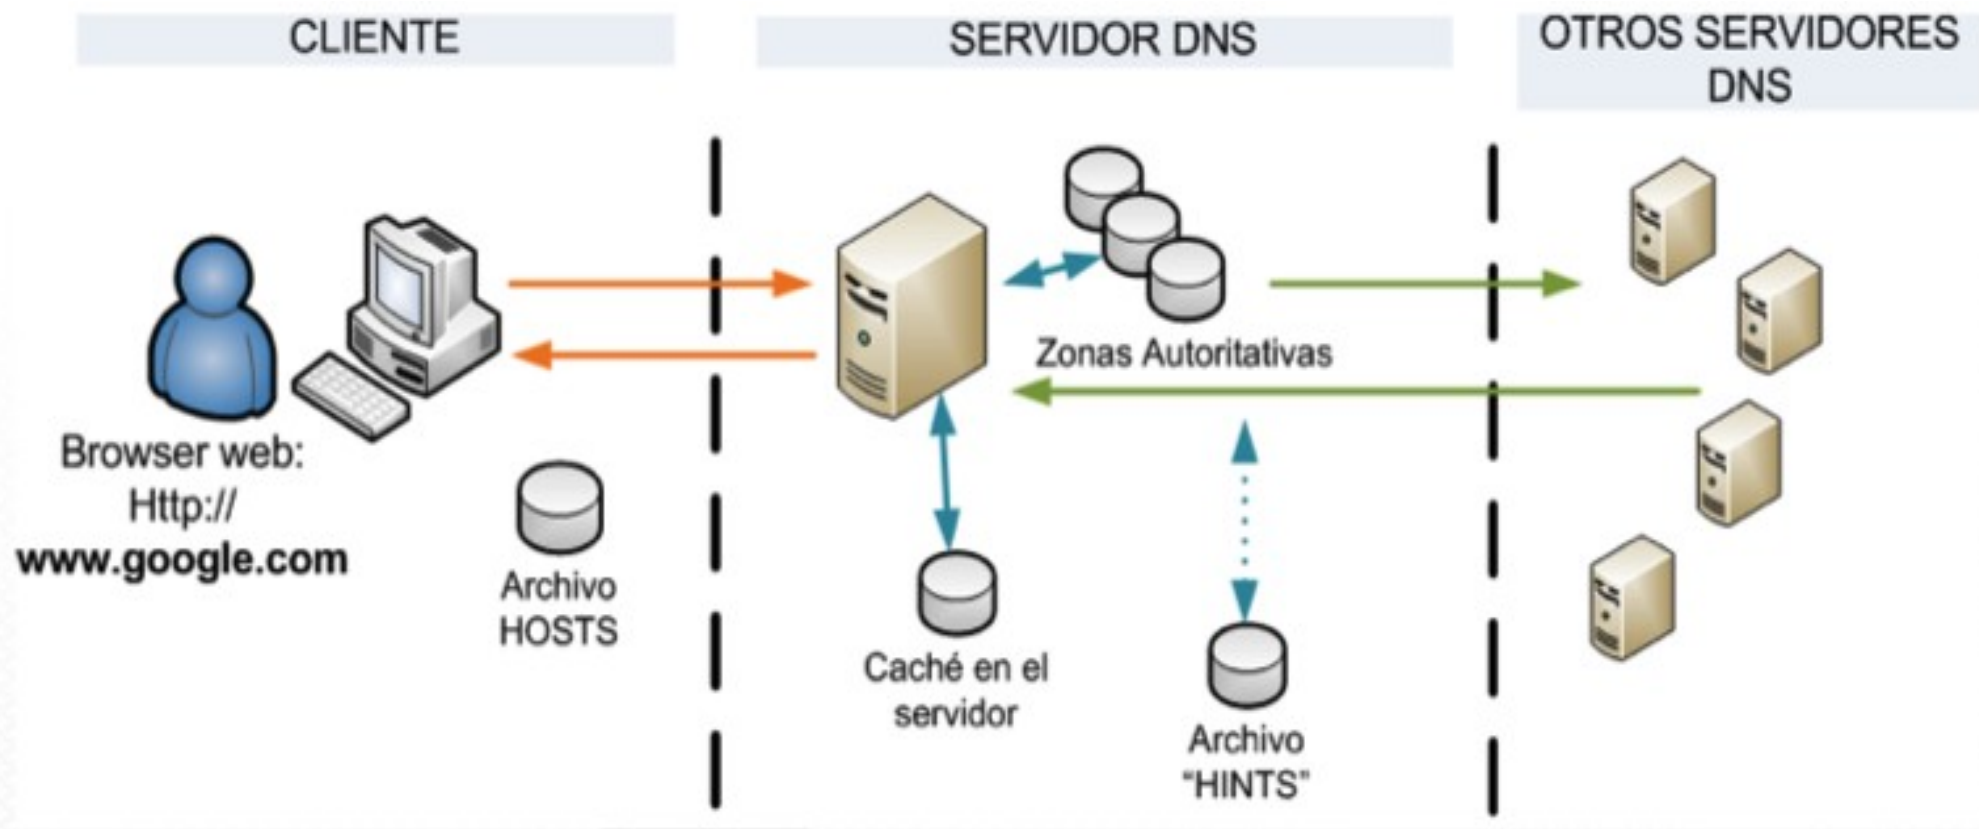 CLIENTE
SERVIDOR DNS
OTROS SERVIDORES
DNS
Zonas Autoritativas
Browser web:
Http://
www.google.com
Archivo
HOSTS
Caché en el
servidor
Archivo
“HINTS”